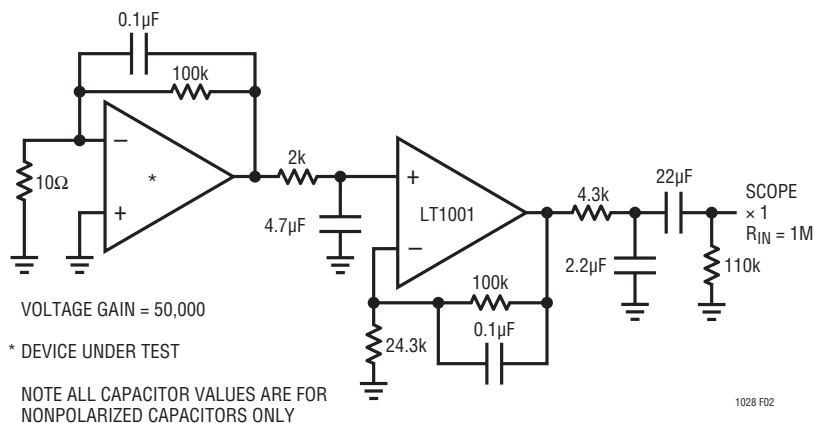 0.1µF
100k
–
+
*
10Ω
2k
4.7µF
+
–
LT1001
100k
0.1µF
24.3k
4.3k
22µF
2.2µF
110k
SCOPE
× 1
RIN = 1M
VOLTAGE GAIN = 50,000
* DEVICE UNDER TEST
NOTE ALL CAPACITOR VALUES ARE FOR
NONPOLARIZED CAPACITORS ONLY
1028 F02